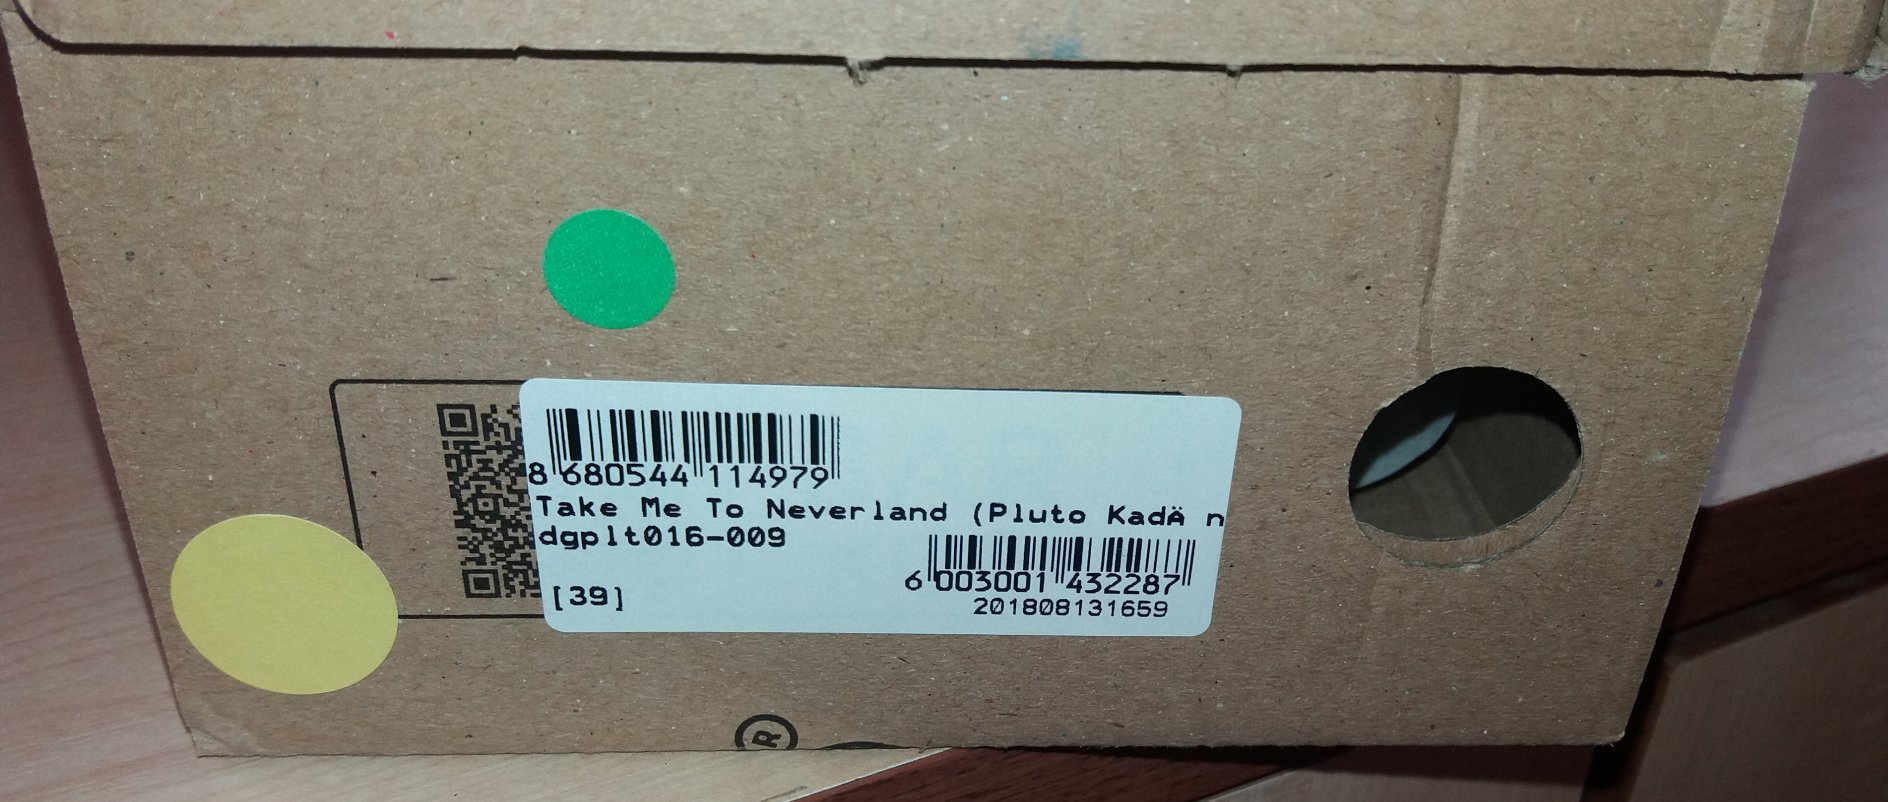 8 680544 114979
Take Me To Neverland (Pluto KadÄ n
dgplt016-009
6 003001 432287
[39]
201808131659
®